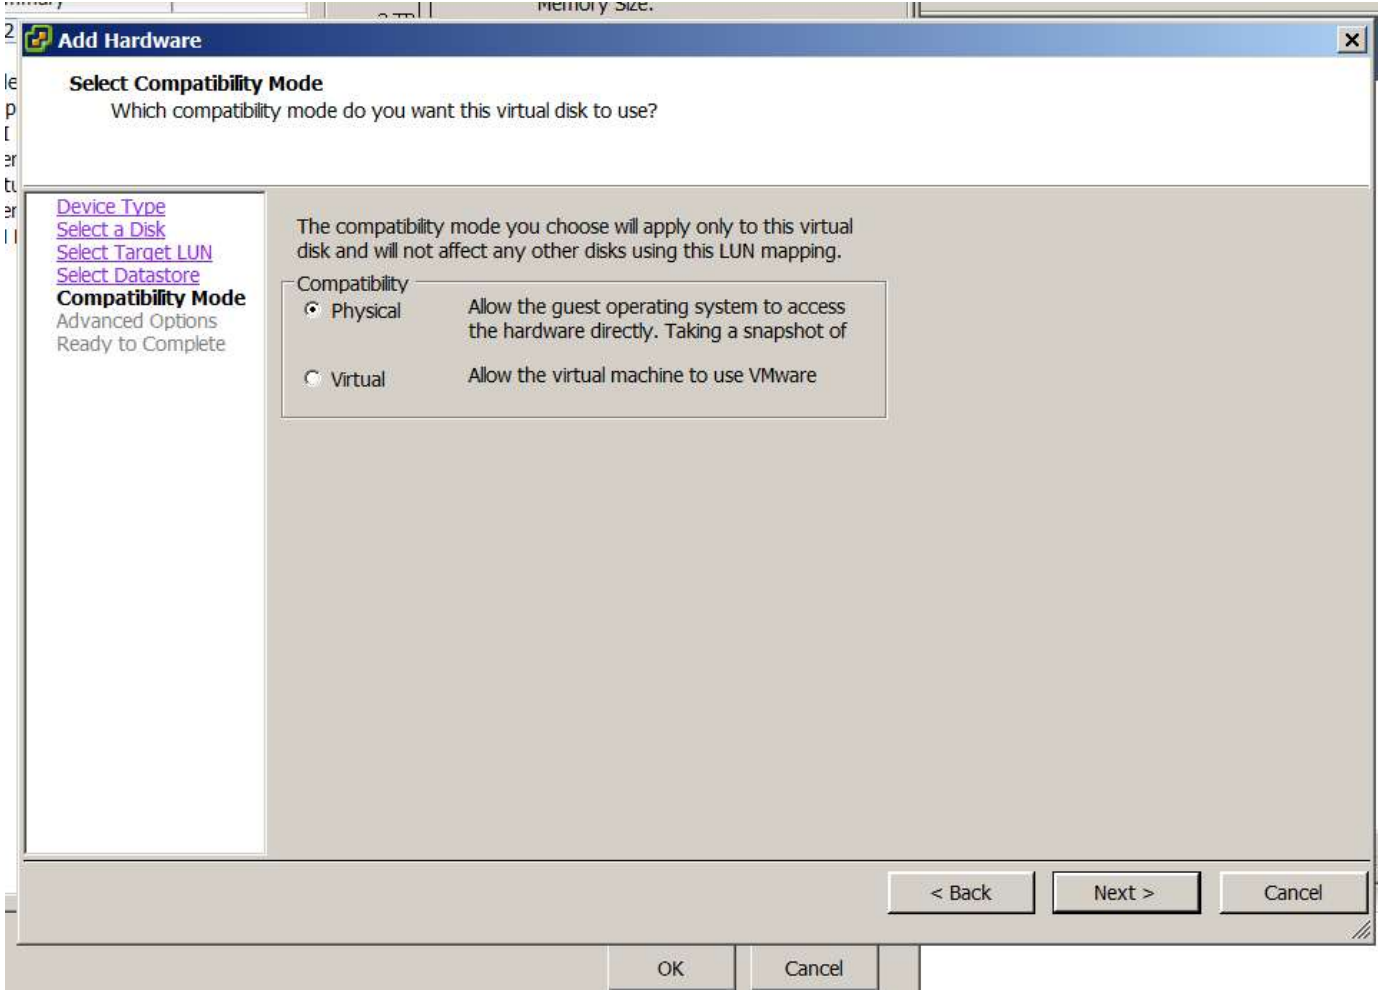 Memory Size:
2
Add Hardware
Select Compatibility Mode
Which compatibility mode do you want this virtual disk to use?
Device Type
Select a Disk
Select Target LUN
Select Datastore
Compatibility Mode
Advanced Options
Ready to Complete
The compatibility mode you choose will apply only to this virtual
disk and will not affect any other disks using this LUN mapping.
Compatibility
Physical
Allow the guest operating system to access
the hardware directly. Taking a snapshot of
Virtual
Allow the virtual machine to use VMware
< Back
Next >
Cancel
OK
Cancel